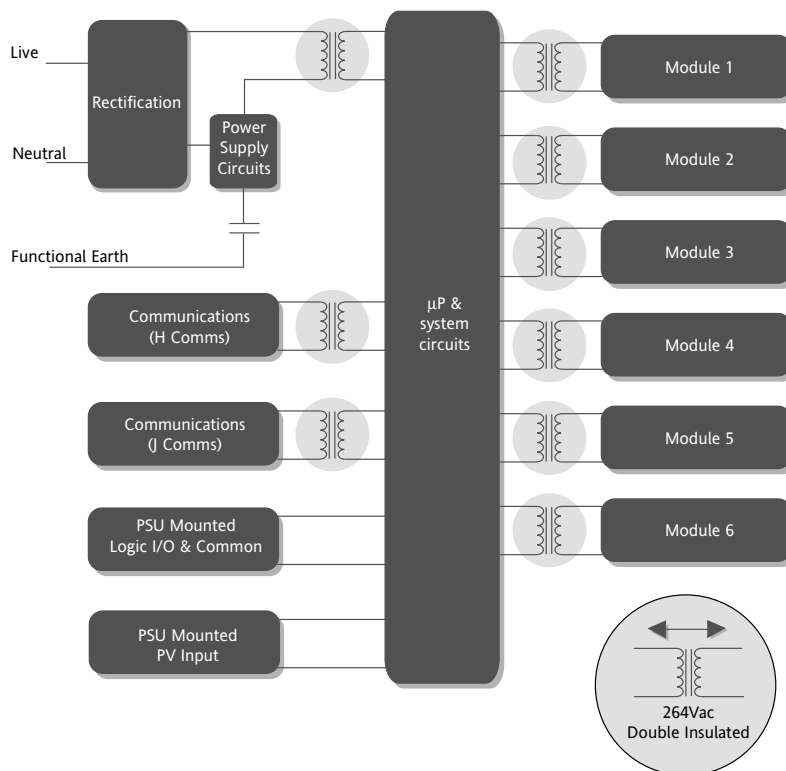 Live
Rectification
Neutral
Power
Supply
Circuits
Functional Earth
Communications
(H Comms)
Communications
(J Comms)
PSU Mounted
Logic I/O & Common
PSU Mounted
PV Input
µP &
system
circuits
Module 1
Module 2
Module 3
Module 4
Module 5
Module 6
264Vac
Double Insulated